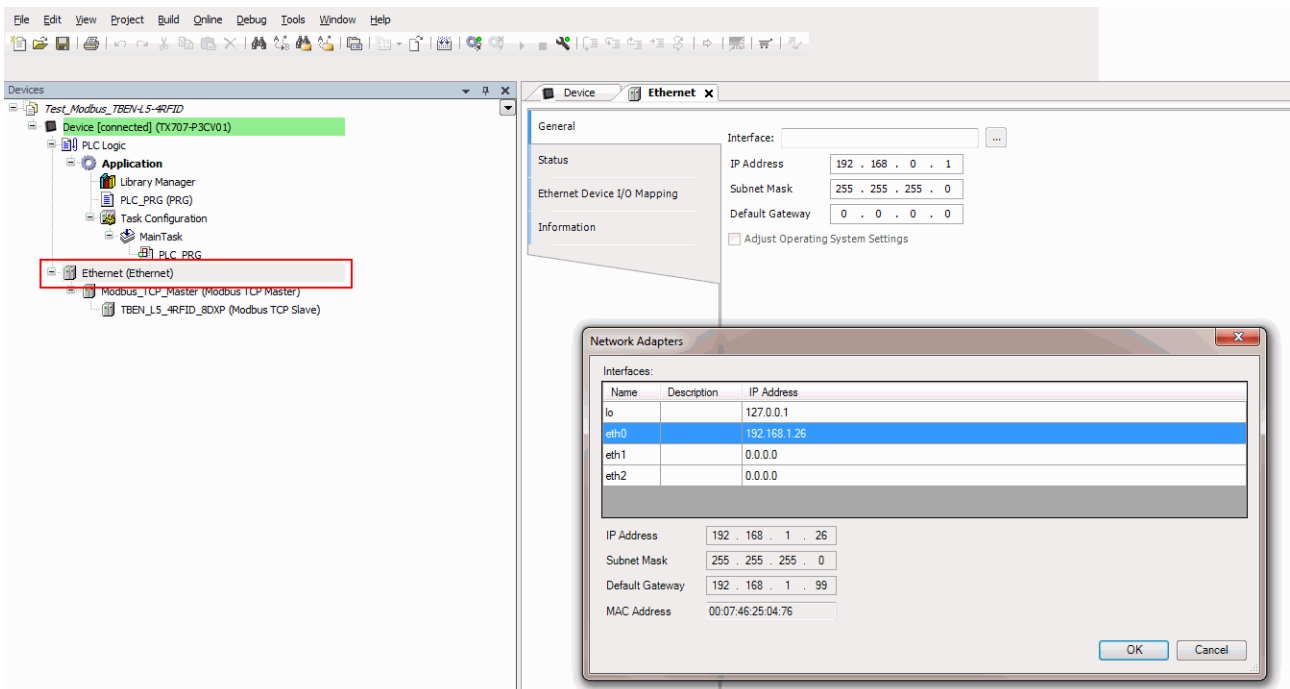 File Edit View Project Build Online Debug Tools Window Help
Devices
Test_Modbus_TBEN-L5-4RFID
Device [connected] (TX707-P3CV01)
PLC Logic
Application
Library Manager
PLC_PRG (PRG)
Task Configuration
MainTask
PLC_PRG
Ethernet (Ethernet)
Modbus_TCP_Master (Modbus TCP Master)
TBEN_L5_4RFID_8DXP (Modbus TCP Slave)
Device Ethernet X
General
Status
Ethernet Device I/O Mapping
Information
Interface: ...
IP Address 192 . 168 . 0 . 1
Subnet Mask 255 . 255 . 255 . 0
Default Gateway 0 . 0 . 0 . 0
Adjust Operating System Settings
Network Adapters
Interfaces:
Name Description IP Address
lo 127.0.0.1
eth0 192.168.1.26
eth1 0.0.0.0
eth2 0.0.0.0
IP Address 192 . 168 . 1 . 26
Subnet Mask 255 . 255 . 255 . 0
Default Gateway 192 . 168 . 1 . 99
MAC Address 00:07:46:25:04:76
OK Cancel